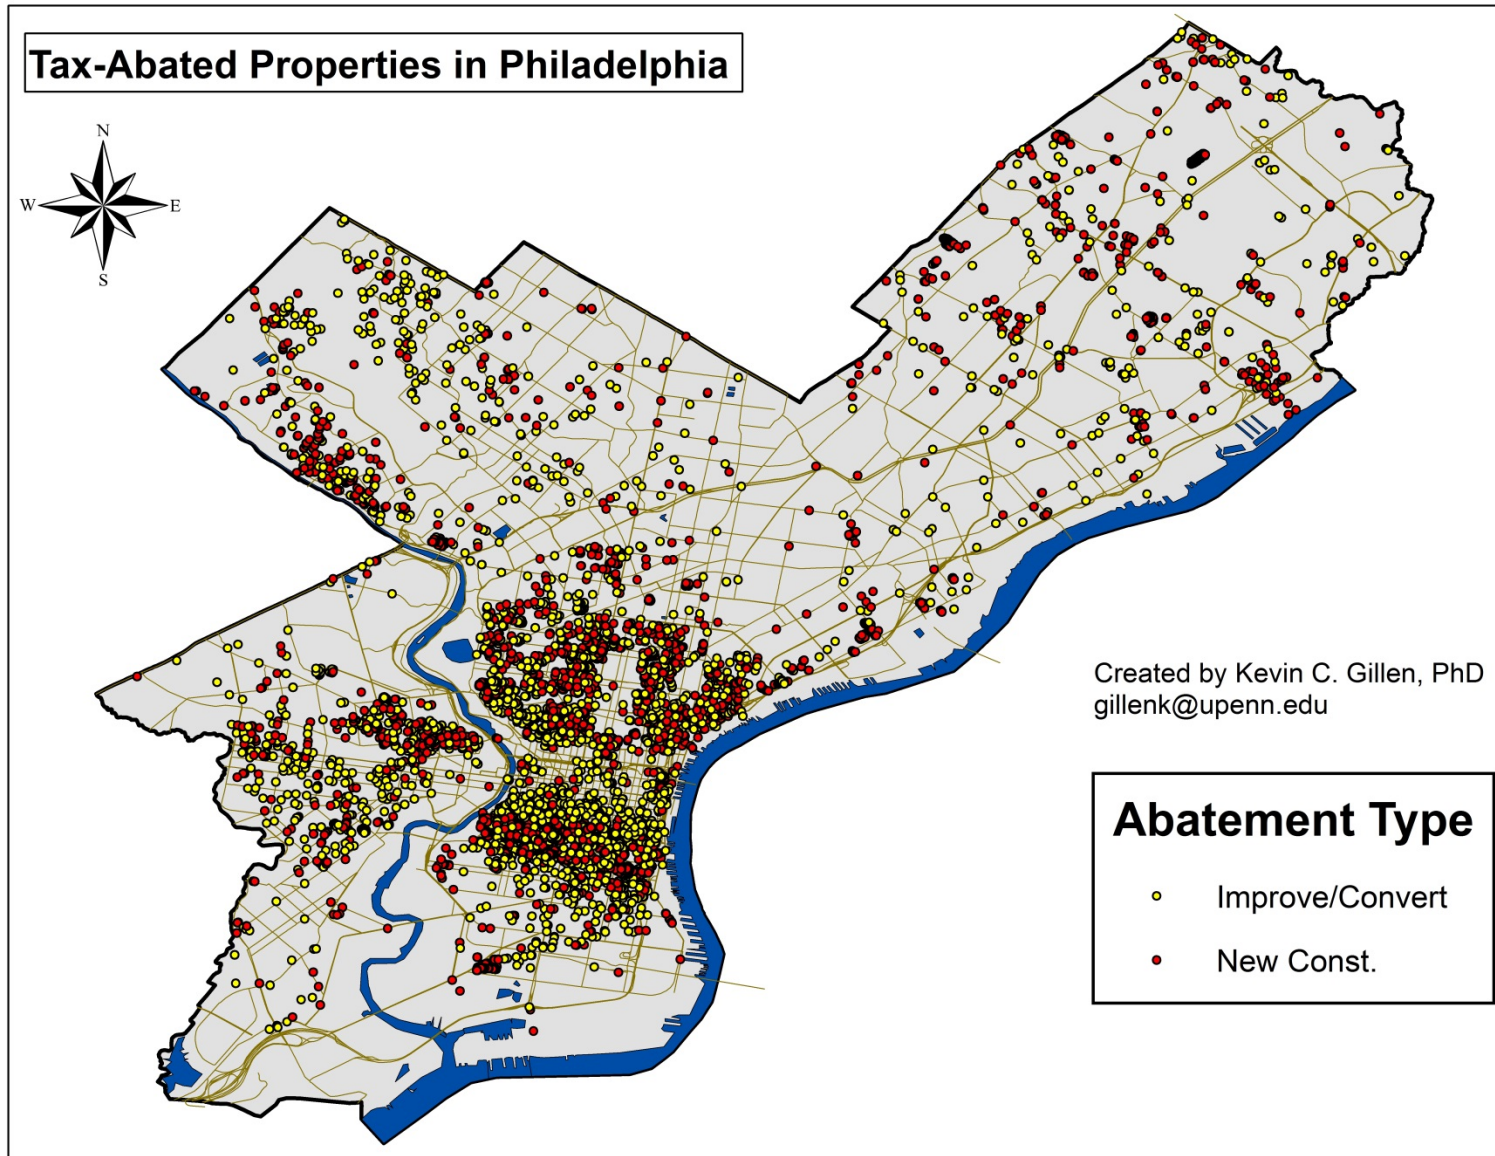 Tax-Abated Properties in Philadelphia
N
W
E
S
Created by Kevin C. Gillen, PhD
gillenk@upenn.edu
Abatement Type
Improve/Convert
New Const.